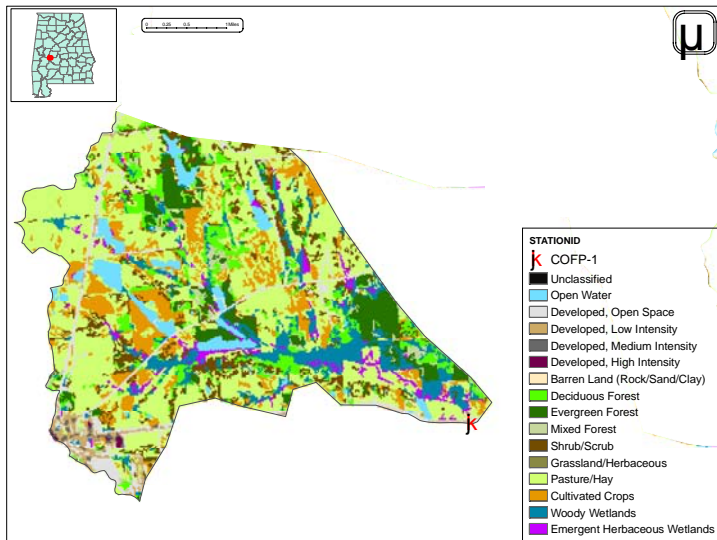 0 0.25 0.5 1 Miles
µ
STATIONID
jk COFP-1
Unclassified
Open Water
Developed, Open Space
Developed, Low Intensity
Developed, Medium Intensity
Developed, High Intensity
Barren Land (Rock/Sand/Clay)
Deciduous Forest
Evergreen Forest
Mixed Forest
Shrub/Scrub
Grassland/Herbaceous
Pasture/Hay
Cultivated Crops
Woody Wetlands
Emergent Herbaceous Wetlands
jk